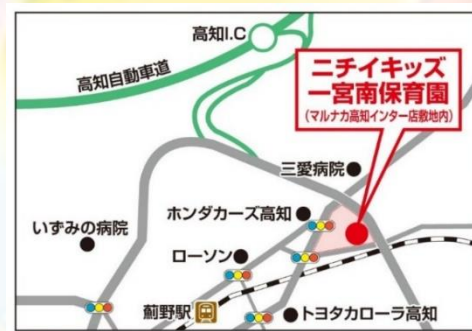 高知I.C
高知自動車道
ニチイキッズ
一宮南保育園
(マルナカ高知インター店敷地内)
三愛病院
ホンダカーズ高知
いずみの病院
ローソン
薊野駅
トヨタカローラ高知